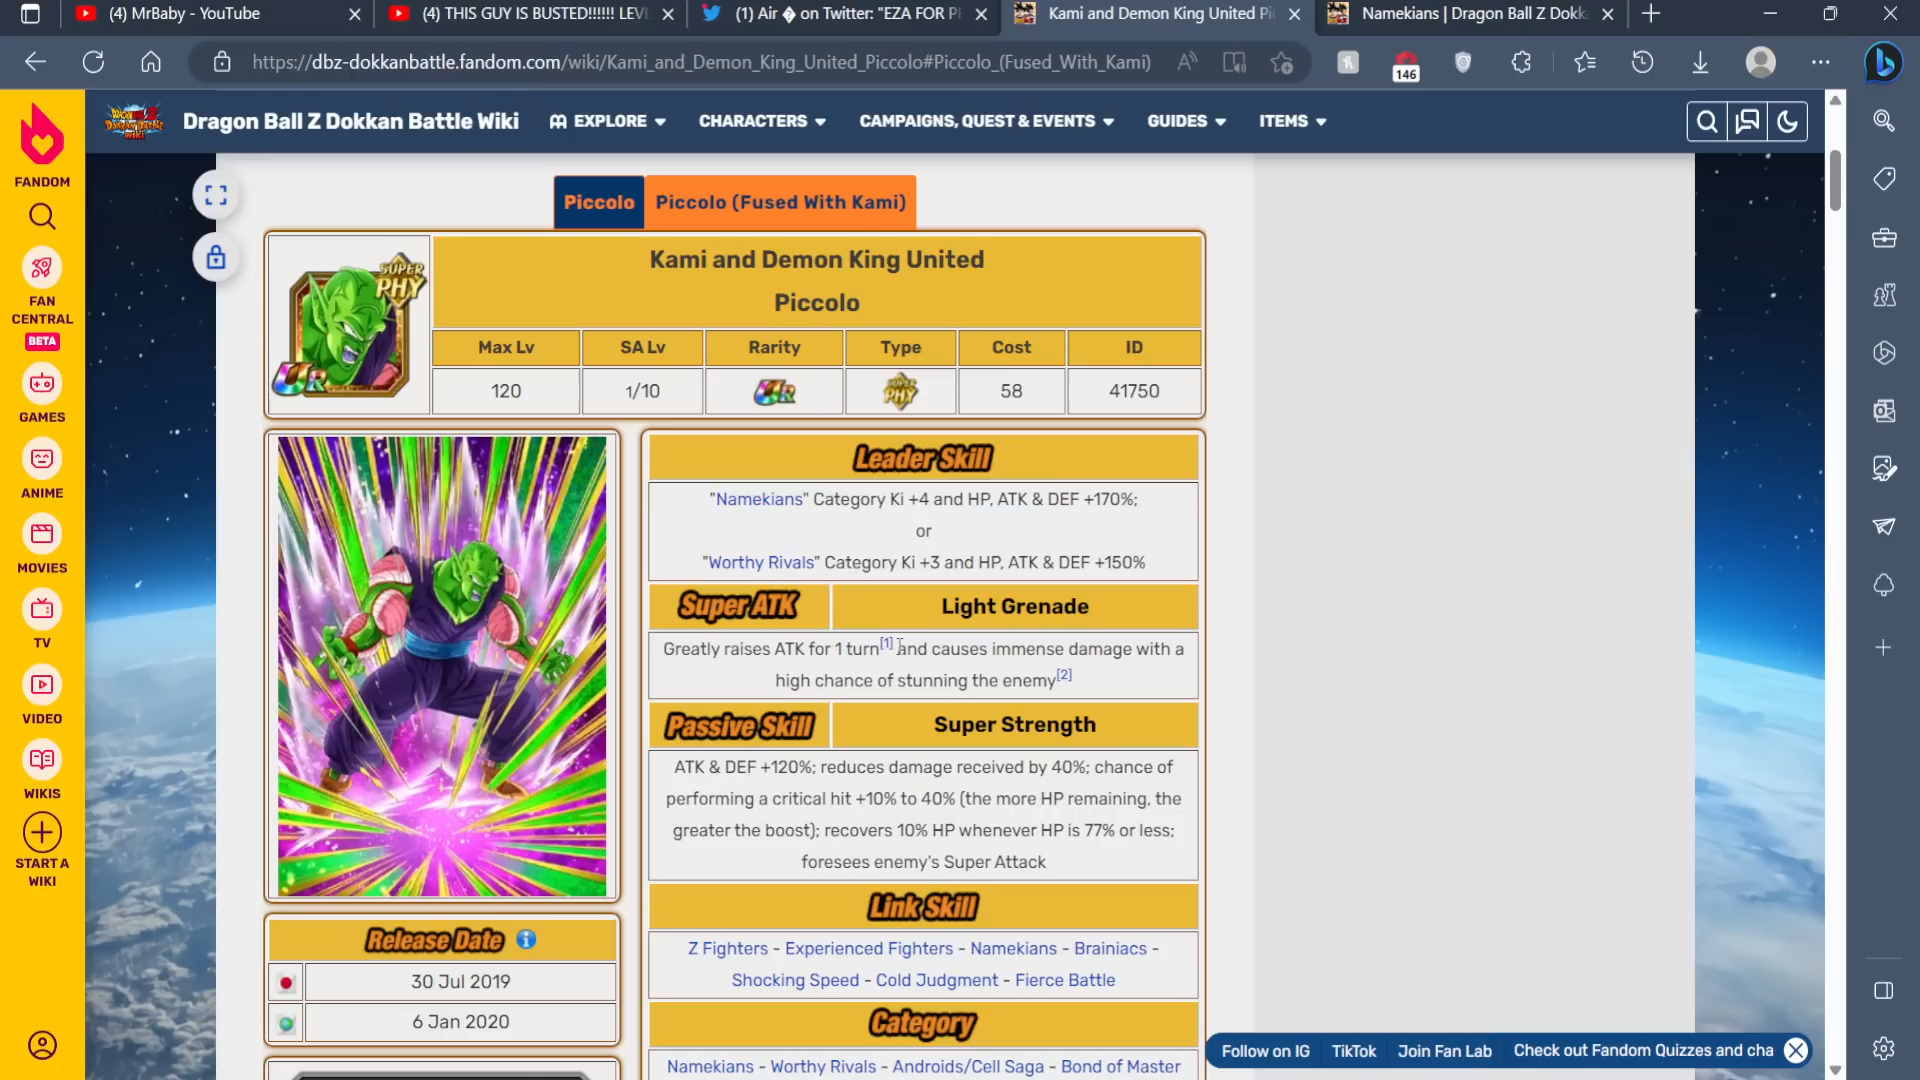 (4) MrBaby - YouTube
(4) THIS GUY IS BUSTED!!!!!! LEVE
(1) Air � on Twitter: "EZA FOR P
Kami and Demon King United Pic
Namekians | Dragon Ball Z Dokk
https://dbz-dokkanbattle.fandom.com/wiki/Kami_and_Demon_King_United_Piccolo#Piccolo_(Fused_With_Kami)
146
FANDOM
FAN CENTRAL
BETA
GAMES
ANIME
MOVIES
TV
VIDEO
WIKIS
START A WIKI
Dragon Ball Z Dokkan Battle Wiki
EXPLORE
CHARACTERS
CAMPAIGNS, QUEST & EVENTS
GUIDES
ITEMS
Piccolo
Piccolo (Fused With Kami)
SUPER PHY
UR
Kami and Demon King United
Piccolo
Max Lv SA Lv Rarity Type Cost ID
120 1/10 UR SUPER PHY 58 41750
Leader Skill
"Namekians" Category Ki +4 and HP, ATK & DEF +170%;
or
"Worthy Rivals" Category Ki +3 and HP, ATK & DEF +150%
Super ATK
Light Grenade
Greatly raises ATK for 1 turn[1] and causes immense damage with a
high chance of stunning the enemy[2]
Passive Skill
Super Strength
ATK & DEF +120%; reduces damage received by 40%; chance of
performing a critical hit +10% to 40% (the more HP remaining, the
greater the boost); recovers 10% HP whenever HP is 77% or less;
foresees enemy's Super Attack
Link Skill
Z Fighters - Experienced Fighters - Namekians - Brainiacs -
Shocking Speed - Cold Judgment - Fierce Battle
Category
Namekians - Worthy Rivals - Androids/Cell Saga - Bond of Master
Release Date
30 Jul 2019
6 Jan 2020
Follow on IG
TikTok
Join Fan Lab
Check out Fandom Quizzes and cha